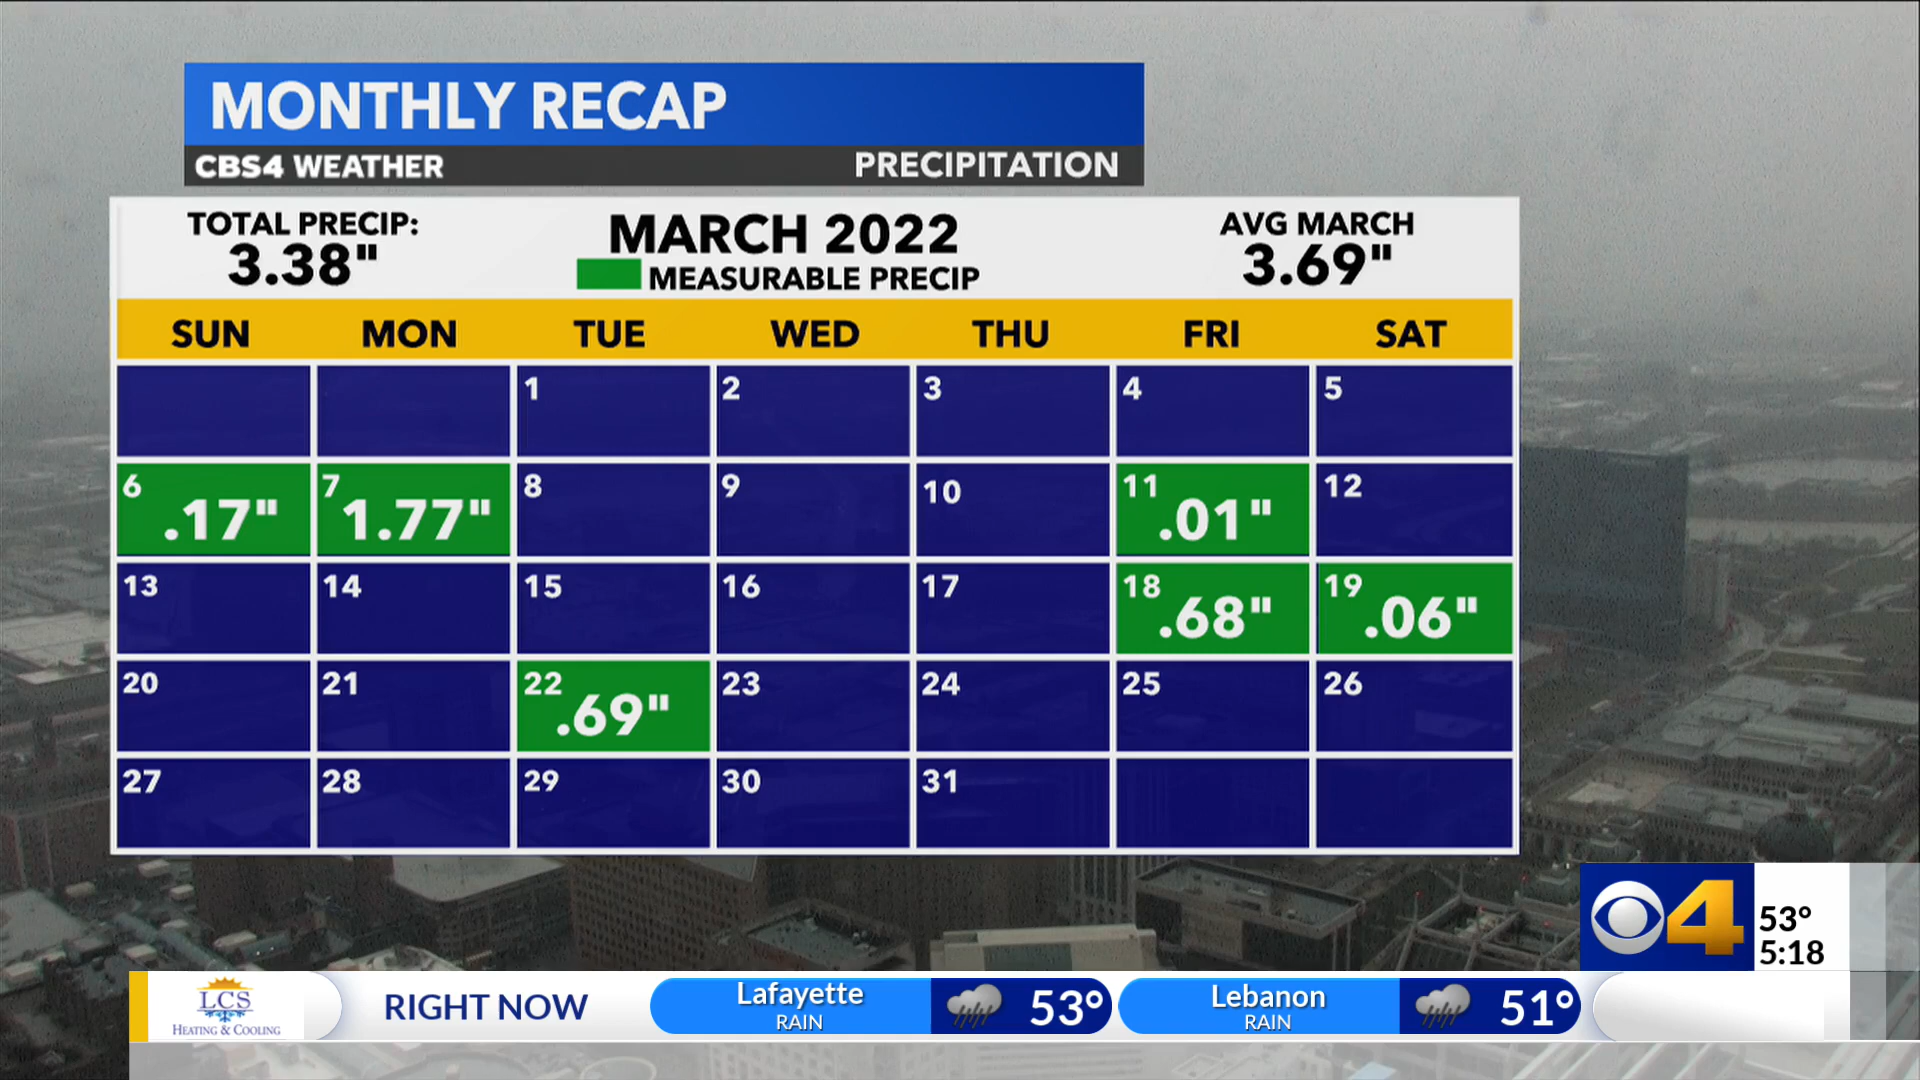 MONTHLY RECAP
CBS4 WEATHER PRECIPITATION
TOTAL PRECIP:
3.38"
MARCH 2022
MEASURABLE PRECIP
AVG MARCH
3.69"
SUN MON TUE WED THU FRI SAT
1 2 3 4 5
6 .17" 7 1.77" 8 9 10 11 .01" 12
13 14 15 16 17 18 .68" 19 .06"
20 21 22 .69" 23 24 25 26
27 28 29 30 31
4
53°
5:18
LCS
HEATING & COOLING
RIGHT NOW
Lafayette
RAIN
53°
Lebanon
RAIN
51°